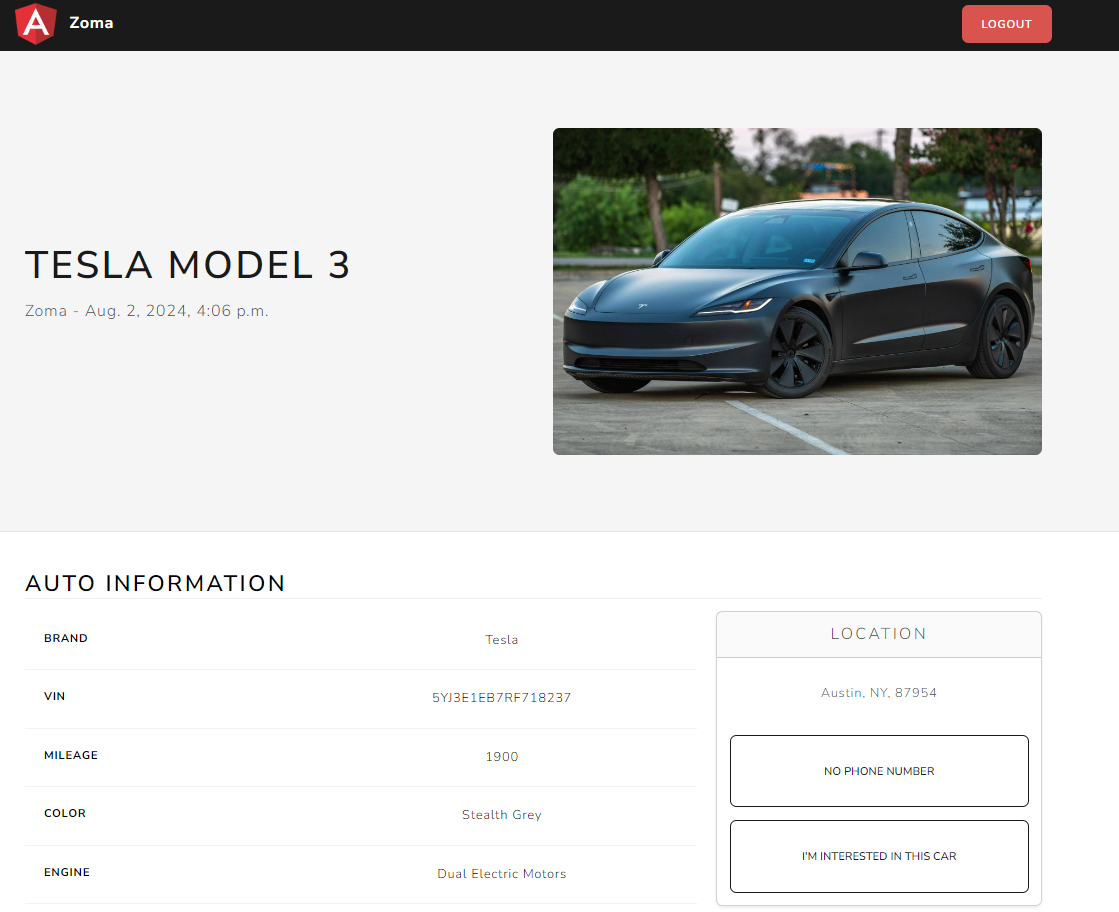 Zoma
LOGOUT
TESLA MODEL 3
Zoma - Aug. 2, 2024, 4:06 p.m.
AUTO INFORMATION
BRAND Tesla
VIN 5YJ3E1EB7RF718237
MILEAGE 1900
COLOR Stealth Grey
ENGINE Dual Electric Motors
LOCATION
Austin, NY, 87954
NO PHONE NUMBER
I'M INTERESTED IN THIS CAR